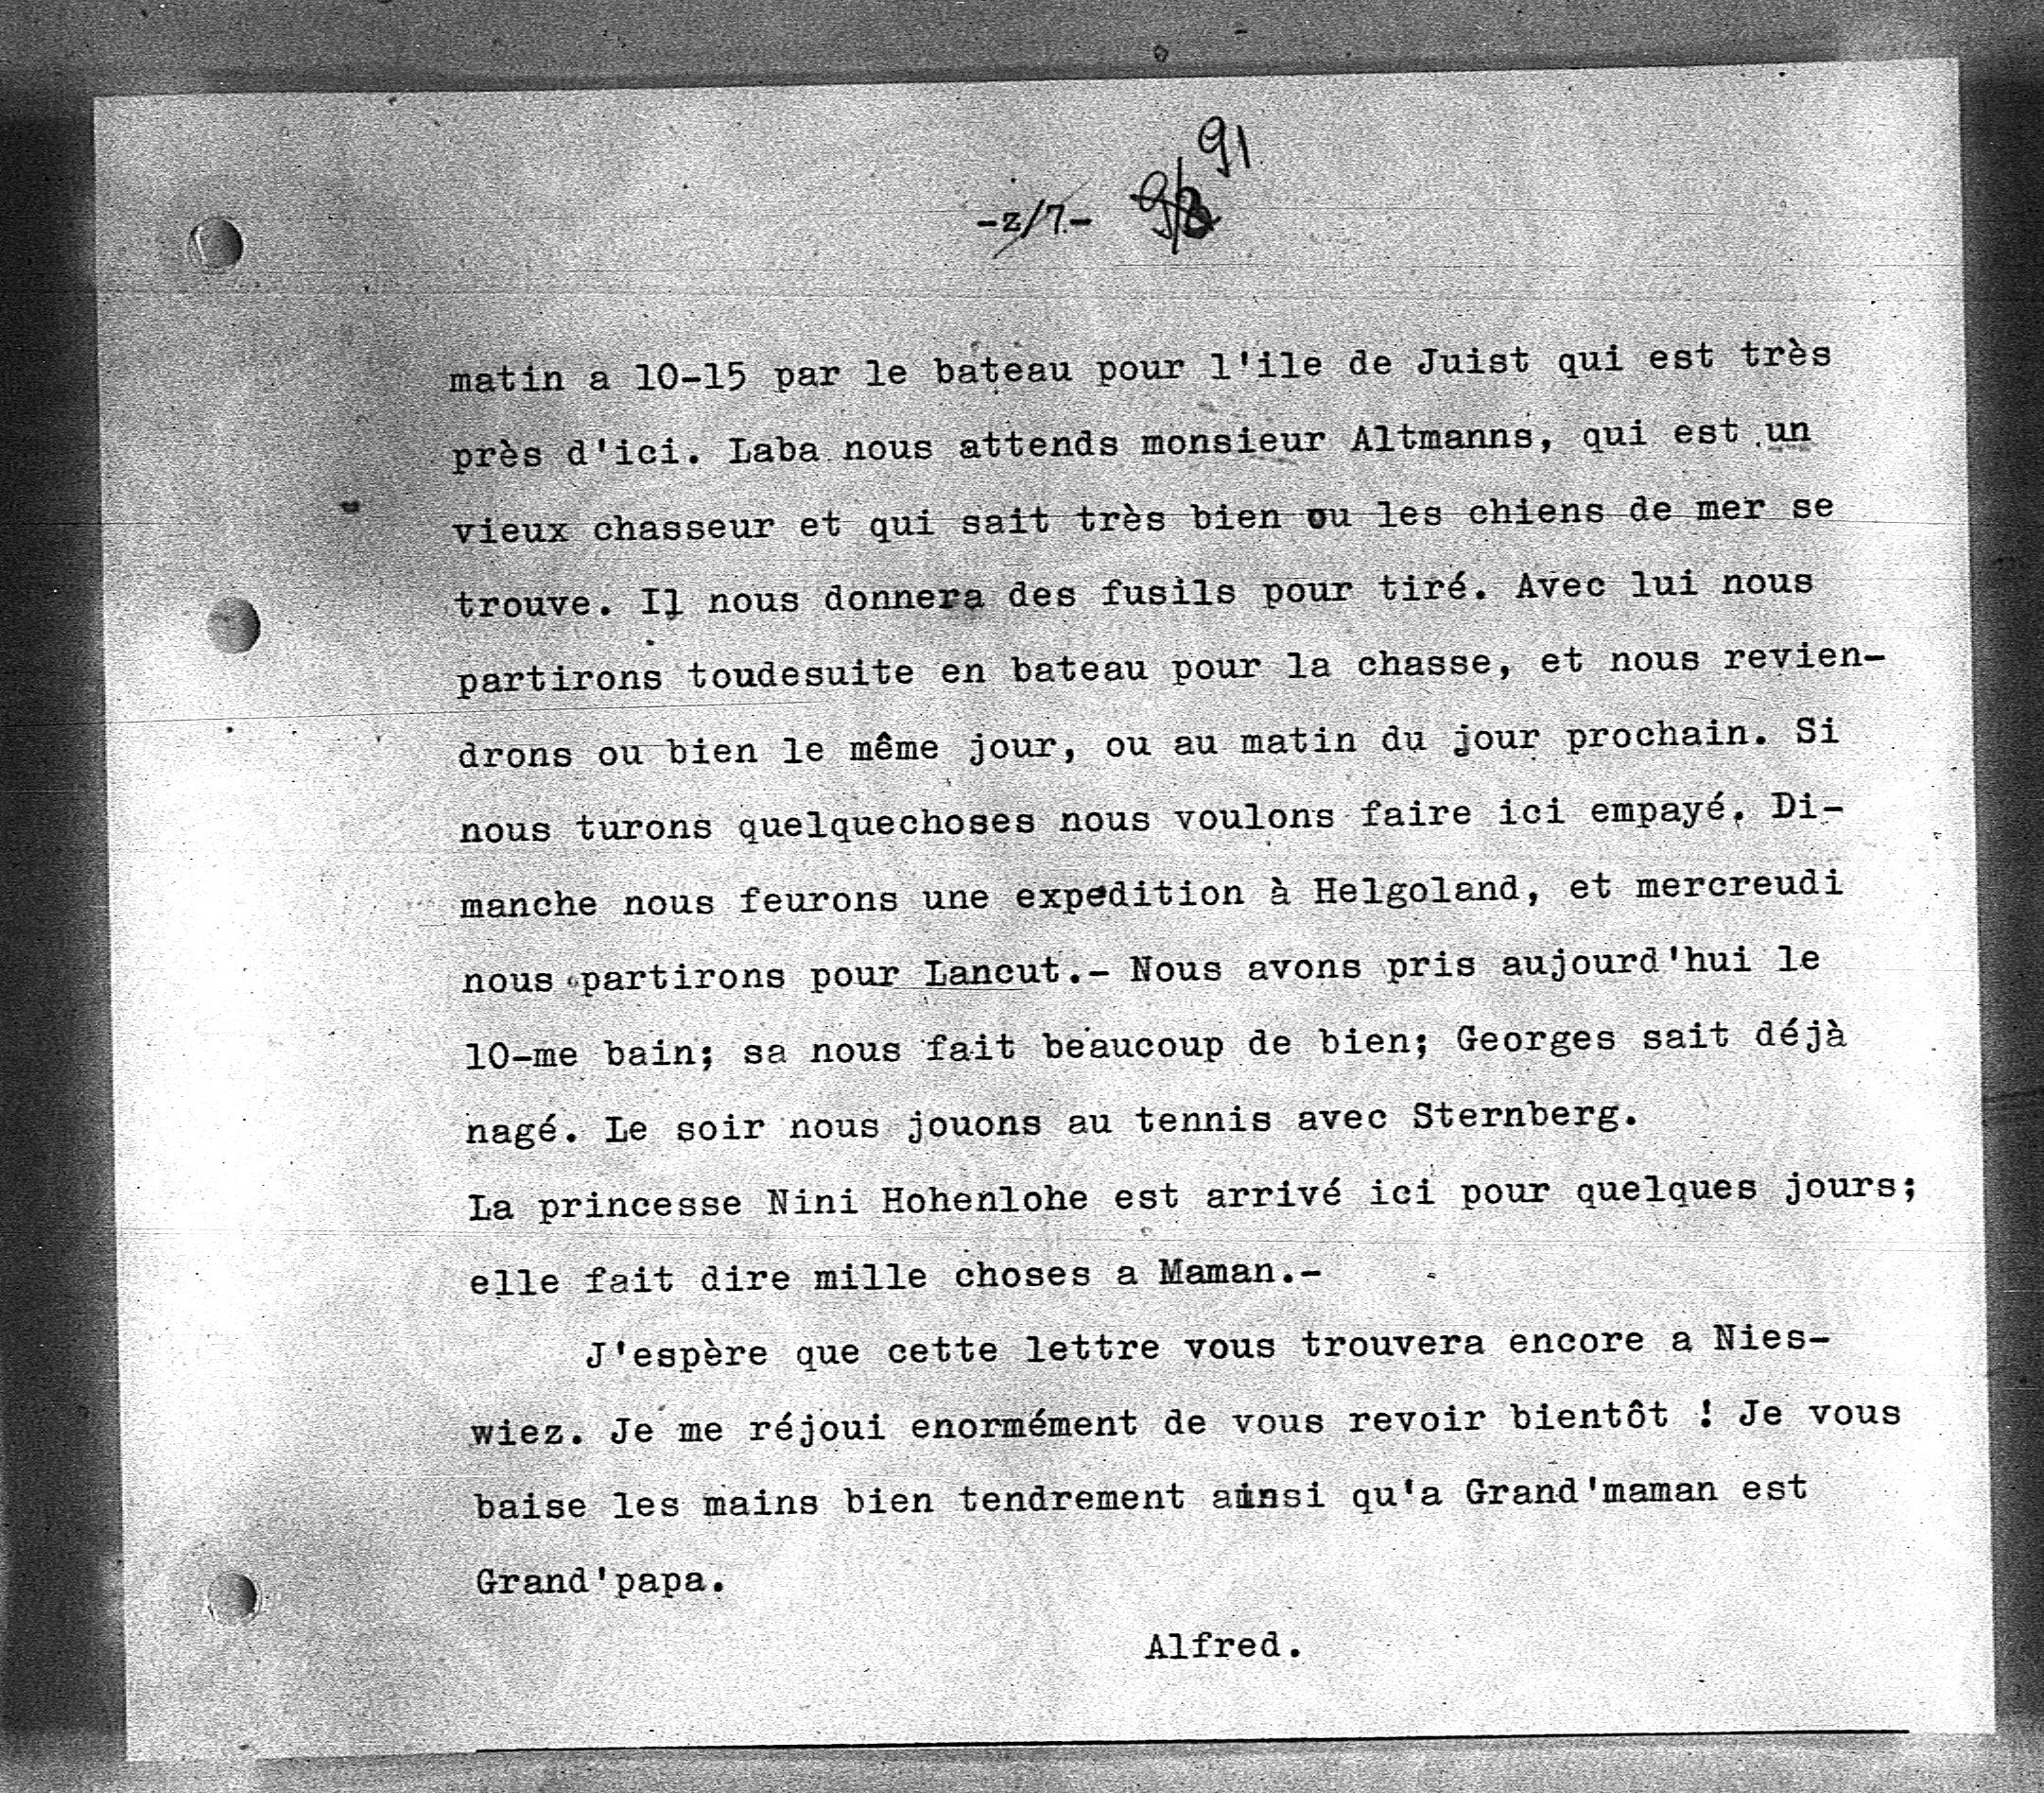 91
-2/7-
matin a 10-15 par le bateau pour l'ile de Juist qui est très
près d'ici. Laba nous attends monsieur Altmanns, qui est un
vieux chasseur et qui sait très bien ou les chiens de mer se
trouve. Il nous donnera des fusils pour tiré. Avec lui nous
partirons toudesuite en bateau pour la chasse, et nous revien-
drons ou bien le même jour, ou au matin du jour prochain. Si
nous turons quelquechoses nous voulons faire ici empayé. Di-
manche nous feurons une expedition à Helgoland, et mercreudi
nous partirons pour Lancut.- Nous avons pris aujourd'hui le
10-me bain; sa nous fait beaucoup de bien; Georges sait déjà
nagé. Le soir nous jouons au tennis avec Sternberg.
La princesse Nini Hohenlohe est arrivé ici pour quelques jours;
elle fait dire mille choses a Maman.-
J'espère que cette lettre vous trouvera encore a Nies-
wiez. Je me réjoui enormément de vous revoir bientôt ! Je vous
baise les mains bien tendrement ainsi qu'a Grand'maman est
Grand'papa.
Alfred.